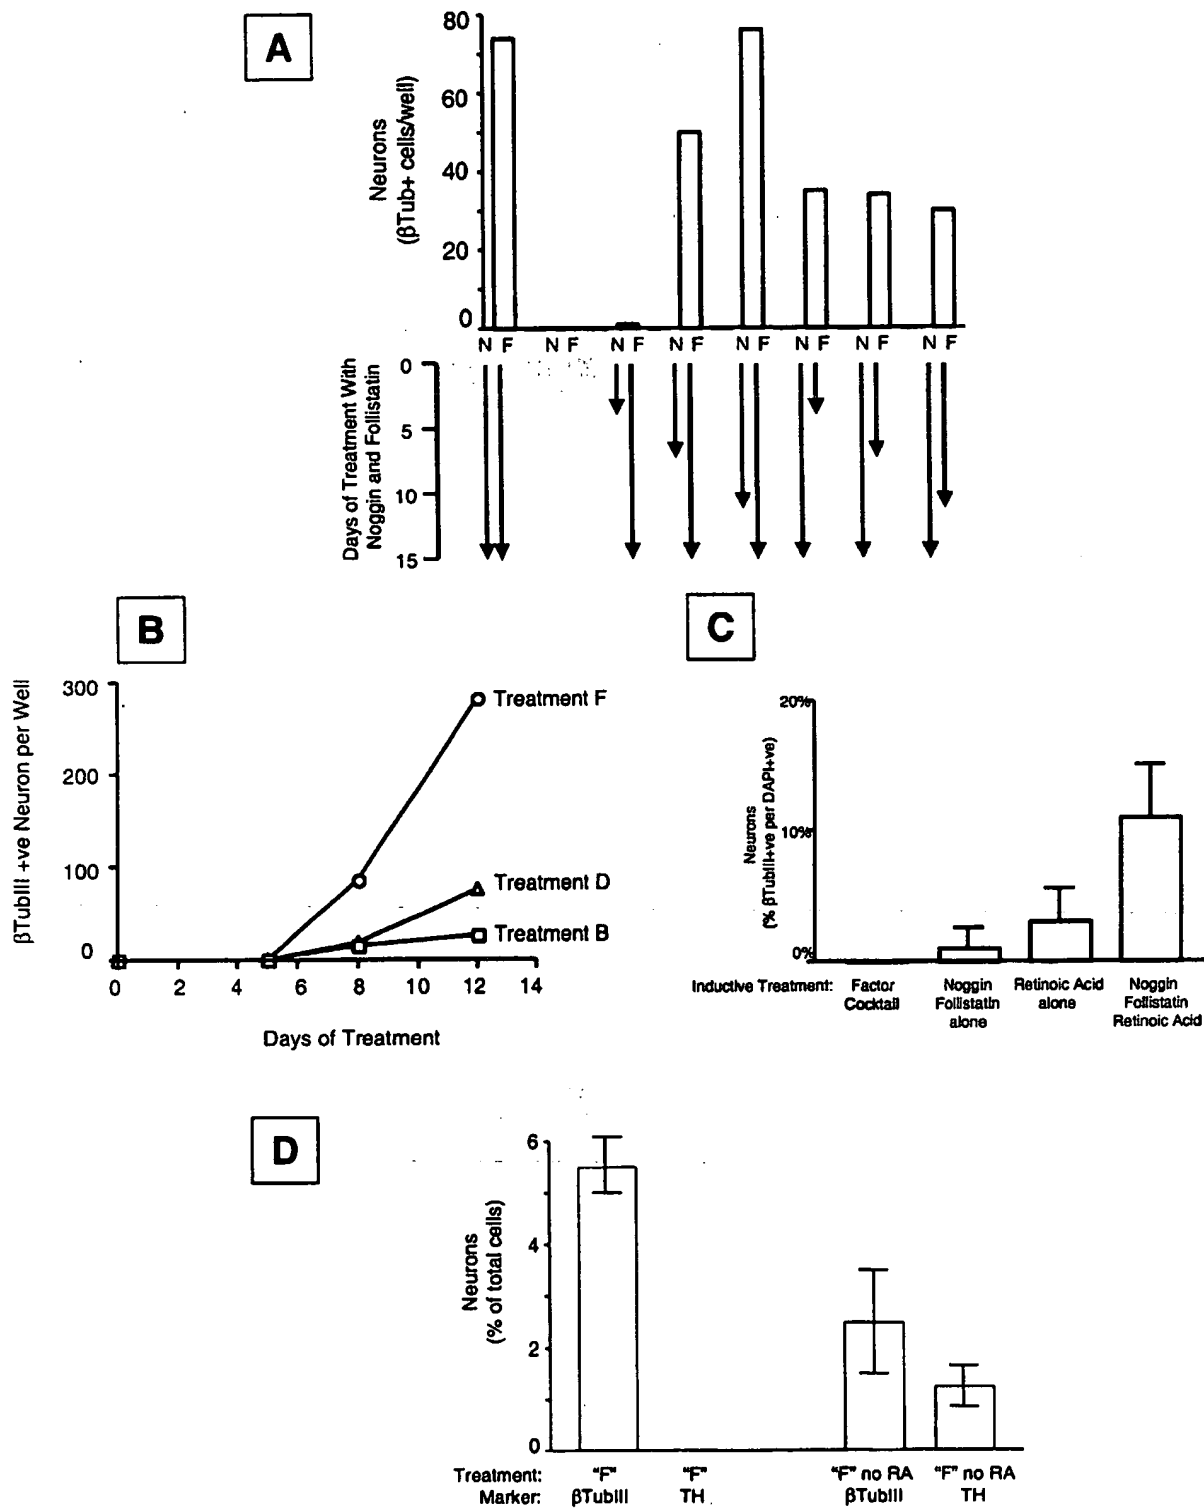 A
Neurons
(βTub+ cells/well)
80
60
40
20
0
N F N F N F N F N F N F N F N F
Days of Treatment With
Noggin and Follistatin
0
5
10
15
B
βTubIII +ve Neuron per Well
300
200
100
0
Treatment F
Treatment D
Treatment B
0 2 4 6 8 10 12 14
Days of Treatment
C
Neurons
(% βTubIII+ve per DAPI+ve)
20%
10%
0%
Inductive Treatment: Factor Noggin Retinoic Acid Noggin
Cocktail Follistatin alone Follistatin
alone Retinoic Acid
D
Neurons
(% of total cells)
6
4
2
0
Treatment: "F" "F" "F" no RA "F" no RA
Marker: βTubIII TH βTubIII TH